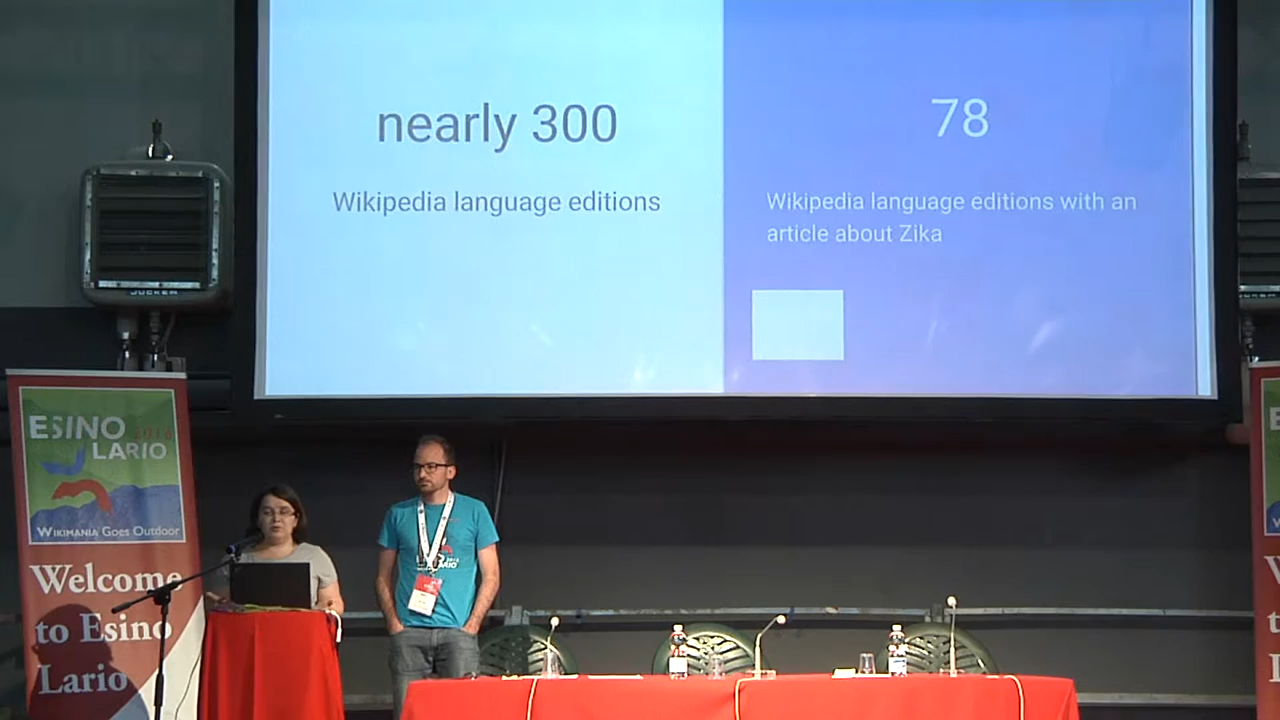 nearly 300
Wikipedia language editions
78
Wikipedia language editions with an
article about Zika
ESINO
2016
LARIO
WIKIMANIA GOES OUTDOOR
Welcome
to Esino
Lario